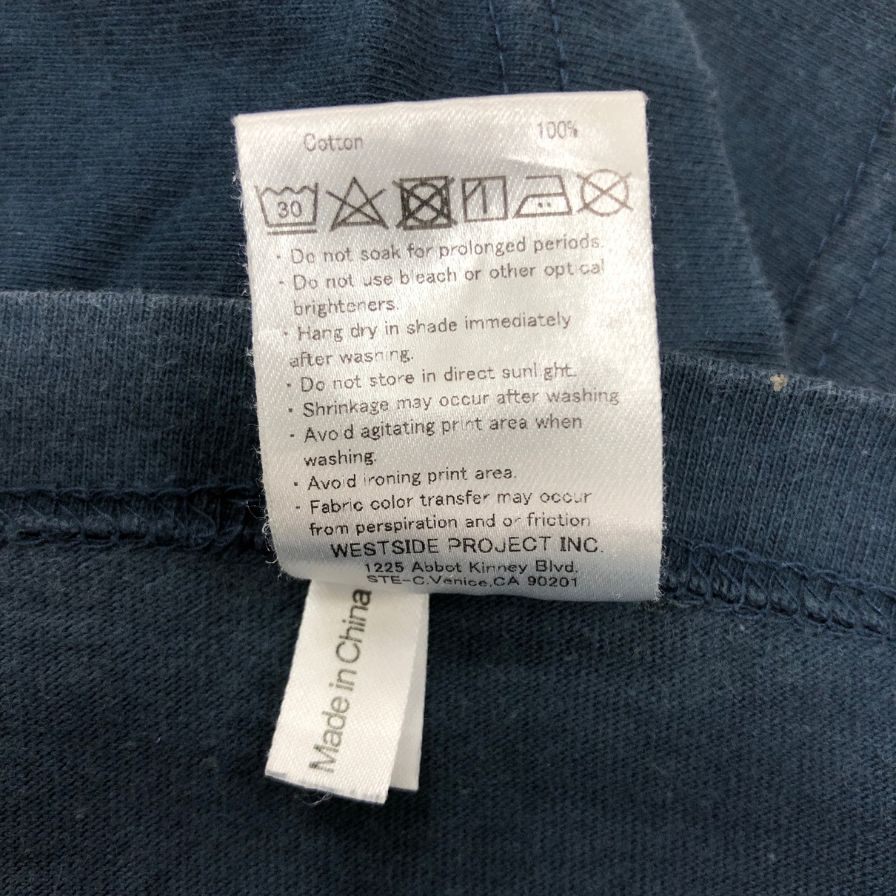 Cotton 100%
30
· Do not soak for prolonged periods.
· Do not use bleach or other optical
brighteners.
· Hang dry in shade immediately
after washing.
· Do not store in direct sunlight.
· Shrinkage may occur after washing
· Avoid agitating print area when
washing.
· Avoid ironing print area.
· Fabric color transfer may occur
from perspiration and or friction
WESTSIDE PROJECT INC.
1225 Abbot Kinney Blvd.
STE-C.Venice,CA 90201
Made in China